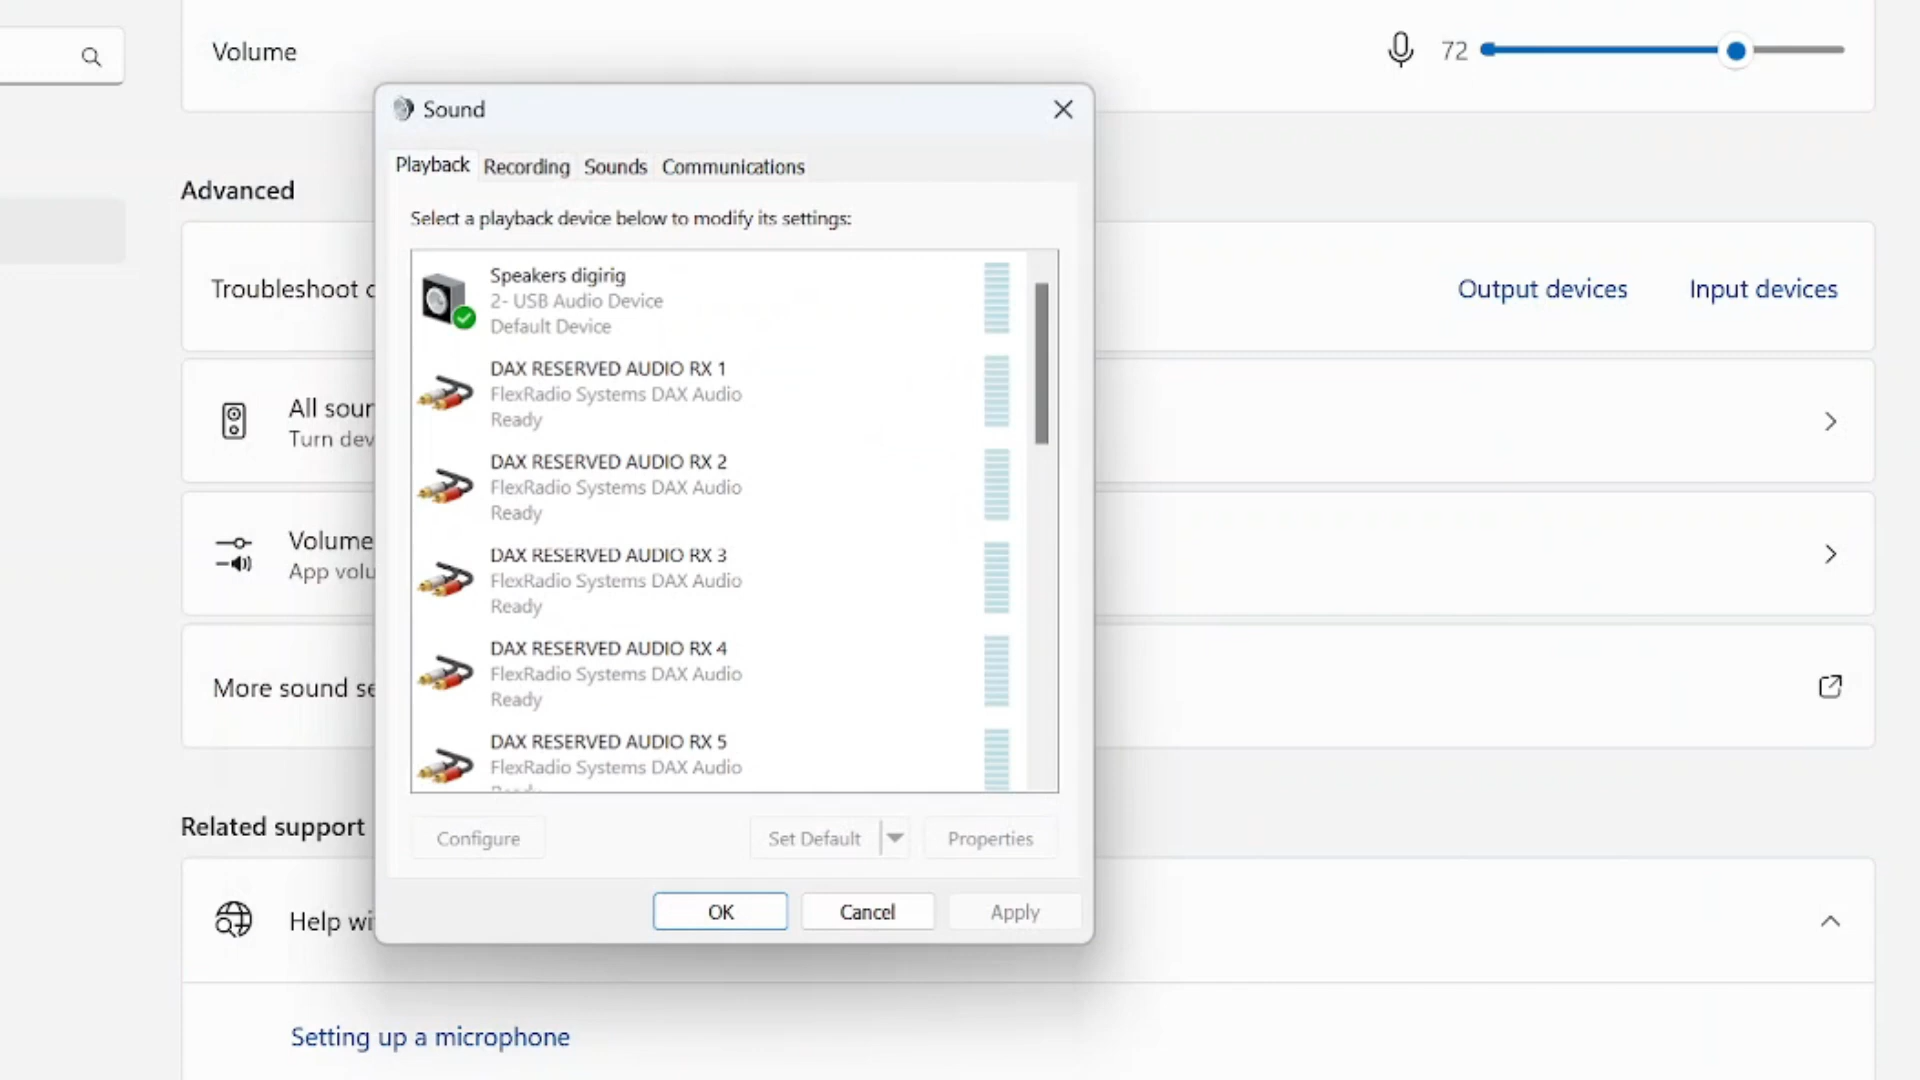 Volume
72
Sound
Playback Recording Sounds Communications
Advanced
Select a playback device below to modify its settings:
Speakers digirig
2- USB Audio Device
Default Device
Troubleshoot
Output devices
Input devices
DAX RESERVED AUDIO RX 1
FlexRadio Systems DAX Audio
Ready
All sour
Turn dev
DAX RESERVED AUDIO RX 2
FlexRadio Systems DAX Audio
Ready
Volume
App volu
DAX RESERVED AUDIO RX 3
FlexRadio Systems DAX Audio
Ready
DAX RESERVED AUDIO RX 4
FlexRadio Systems DAX Audio
Ready
More sound se
DAX RESERVED AUDIO RX 5
FlexRadio Systems DAX Audio
Configure
Set Default
Properties
Related support
OK
Cancel
Apply
Help wi
Setting up a microphone